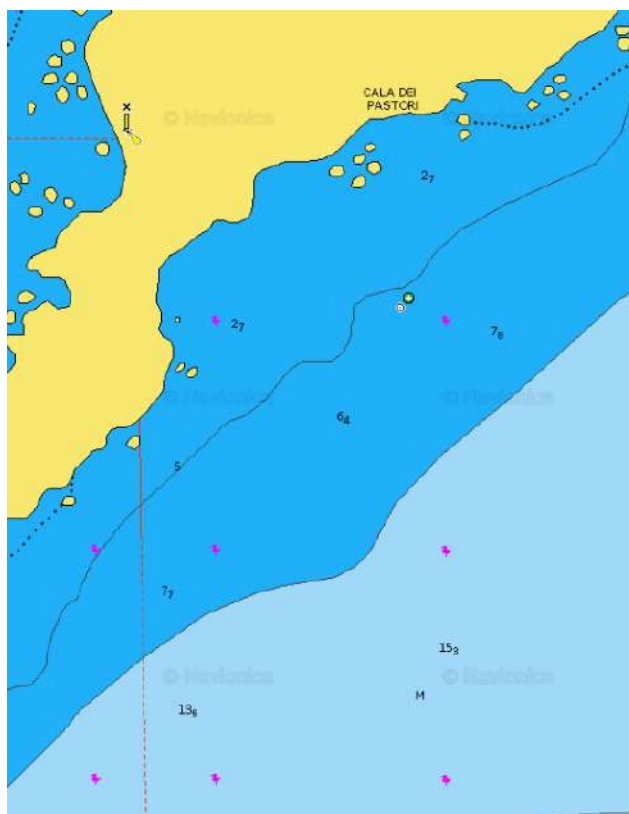 CALA DEI
PASTORI
© Navionics
© Navionics
2₇
2₇
7₈
© Navionics
© Navionics
6₄
5
7₇
15₃
© Navionics
© Navionics
M
13₆